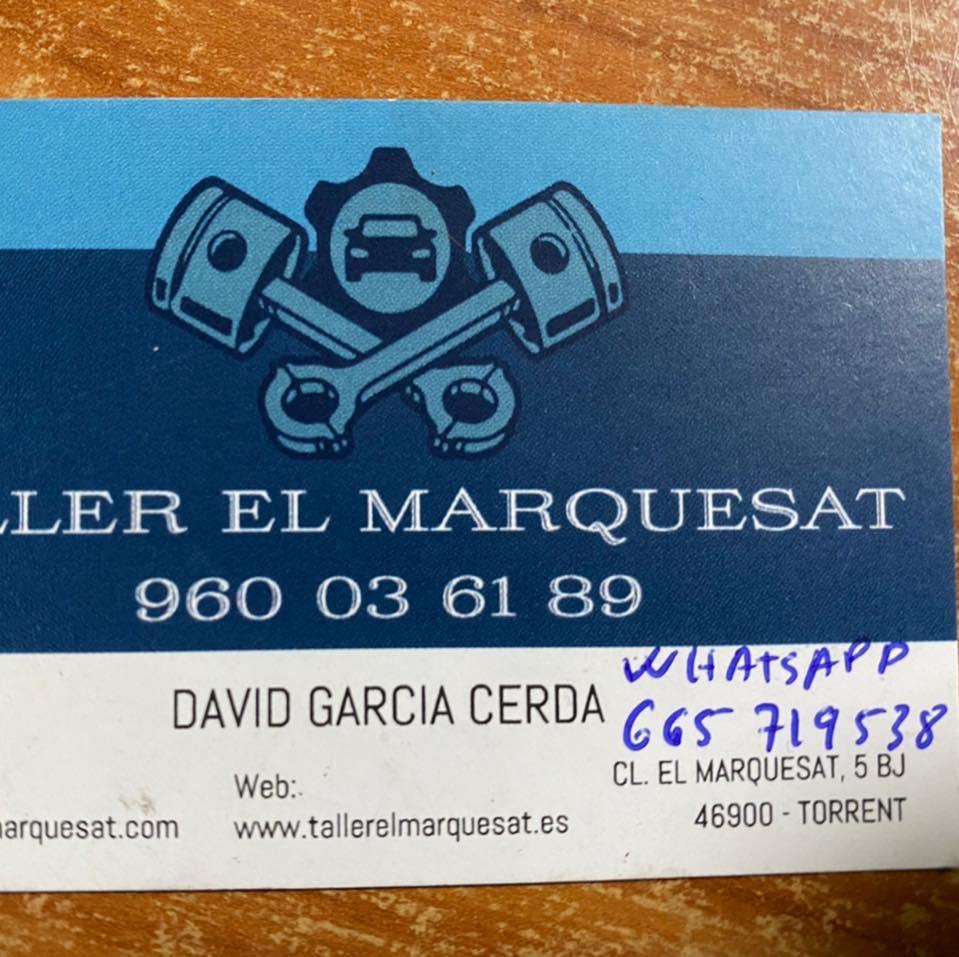 LLER EL MARQUESAT
960 03 61 89
WHAtSAPP
DAVID GARCIA CERDA
665 719538
CL. EL MARQUESAT, 5 BJ
Web:
arquesat.com
www.tallerelmarquesat.es
46900 - TORRENT